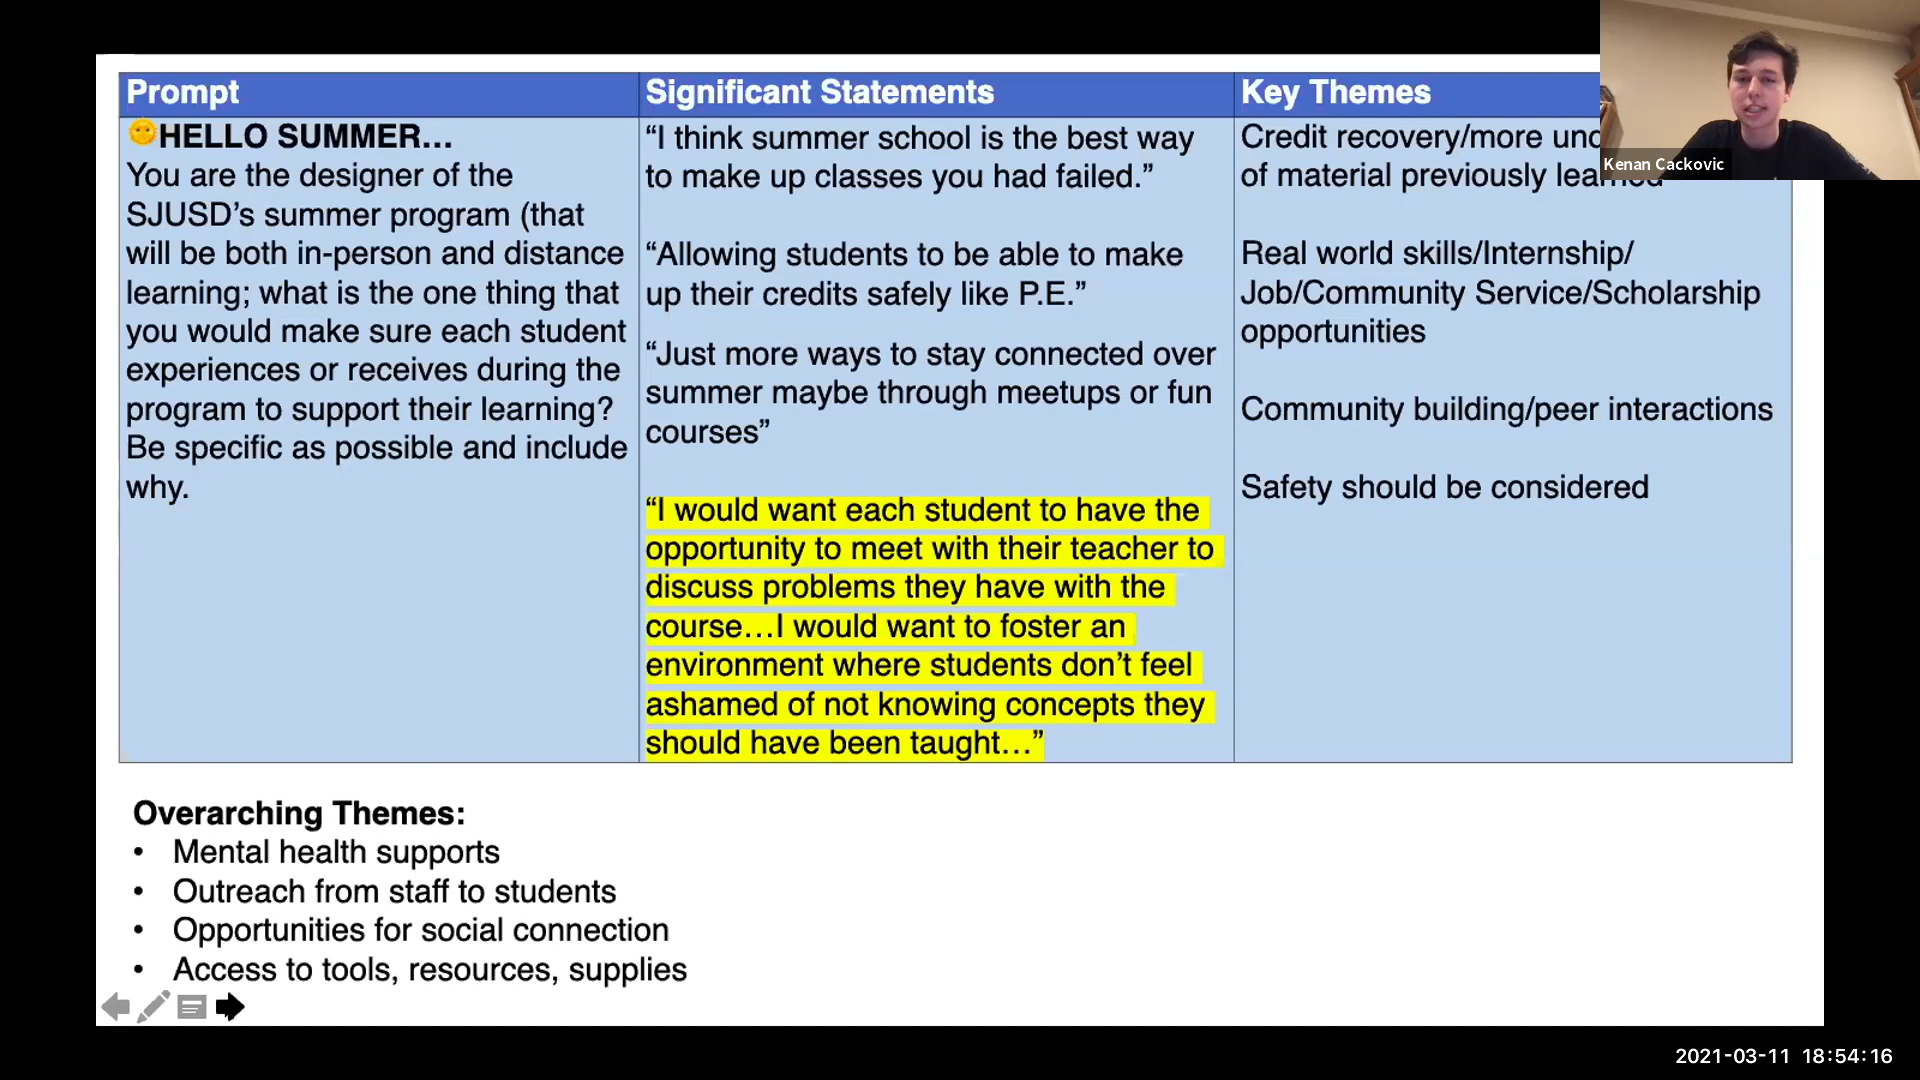 Prompt
Significant Statements
Key Themes
HELLO SUMMER...
You are the designer of the
SJUSD’s summer program (that
will be both in-person and distance
learning; what is the one thing that
you would make sure each student
experiences or receives during the
program to support their learning?
Be specific as possible and include
why.
“I think summer school is the best way
to make up classes you had failed.”
“Allowing students to be able to make
up their credits safely like P.E.”
“Just more ways to stay connected over
summer maybe through meetups or fun
courses”
“I would want each student to have the
opportunity to meet with their teacher to
discuss problems they have with the
course…I would want to foster an
environment where students don’t feel
ashamed of not knowing concepts they
should have been taught…”
Credit recovery/more
of material previously learned
Real world skills/Internship/
Job/Community Service/Scholarship
opportunities
Community building/peer interactions
Safety should be considered
Kenan Cackovic
Overarching Themes:
• Mental health supports
• Outreach from staff to students
• Opportunities for social connection
• Access to tools, resources, supplies
2021-03-11 18:54:16